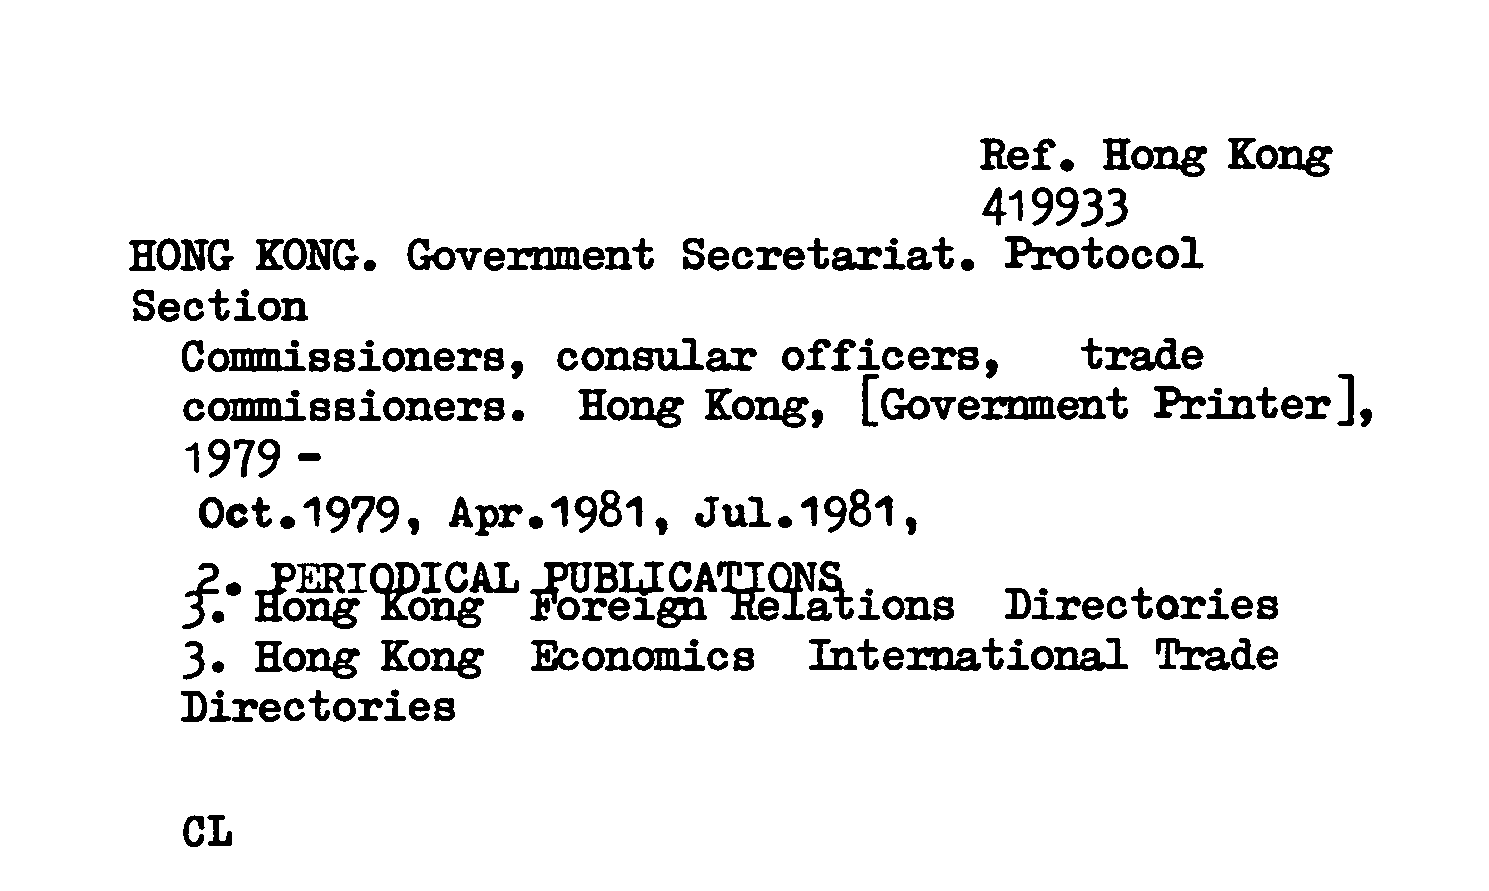 Ref. Hong Kong
419933
HONG KONG. Government Secretariat. Protocol
Section
Commissioners, consular officers, trade
commissioners. Hong Kong, [Government Printer],
1979 -
Oct.1979, Apr.1981, Jul.1981,
2. PERIODICAL PUBLICATIONS
3. Hong Kong Foreign Relations Directories
3. Hong Kong Economics International Trade
Directories
CL